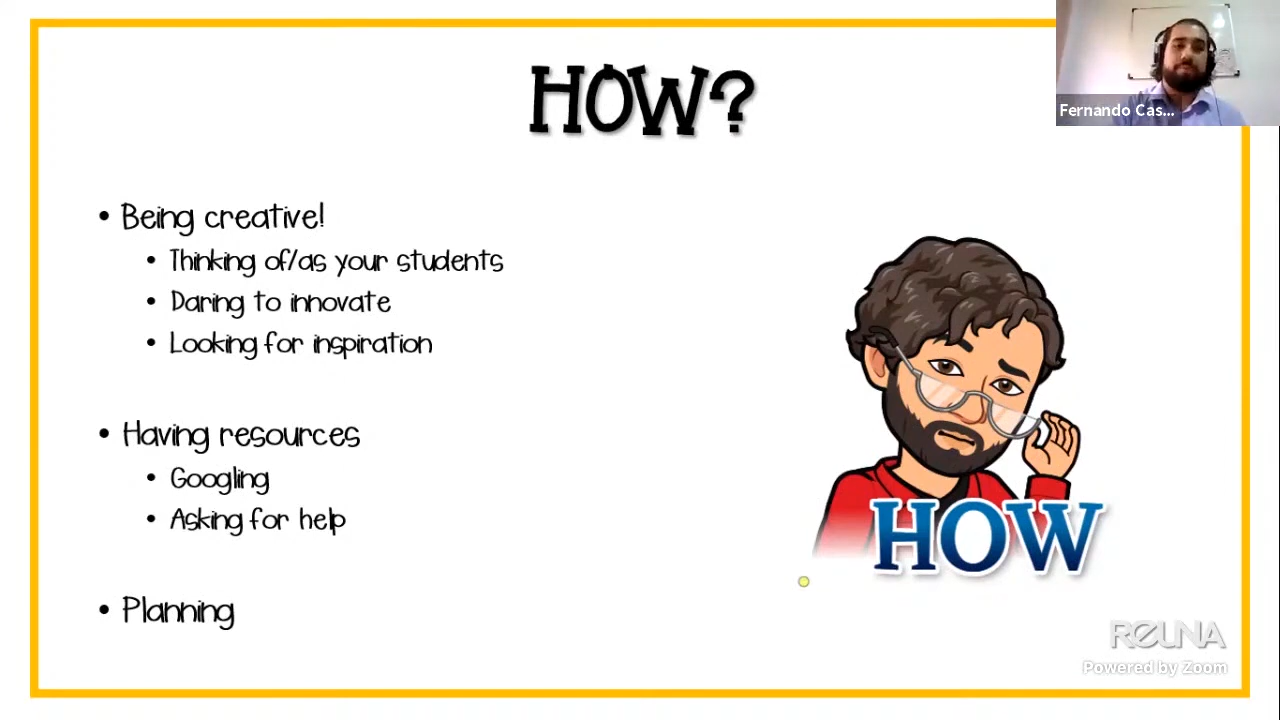 HOW?
Fernando Cas...
• Being creative!
• Thinking of/as your students
• Daring to innovate
• Looking for inspiration
• Having resources
• Googling
• Asking for help
• Planning
HOW
REUNA
Powered by Zoom